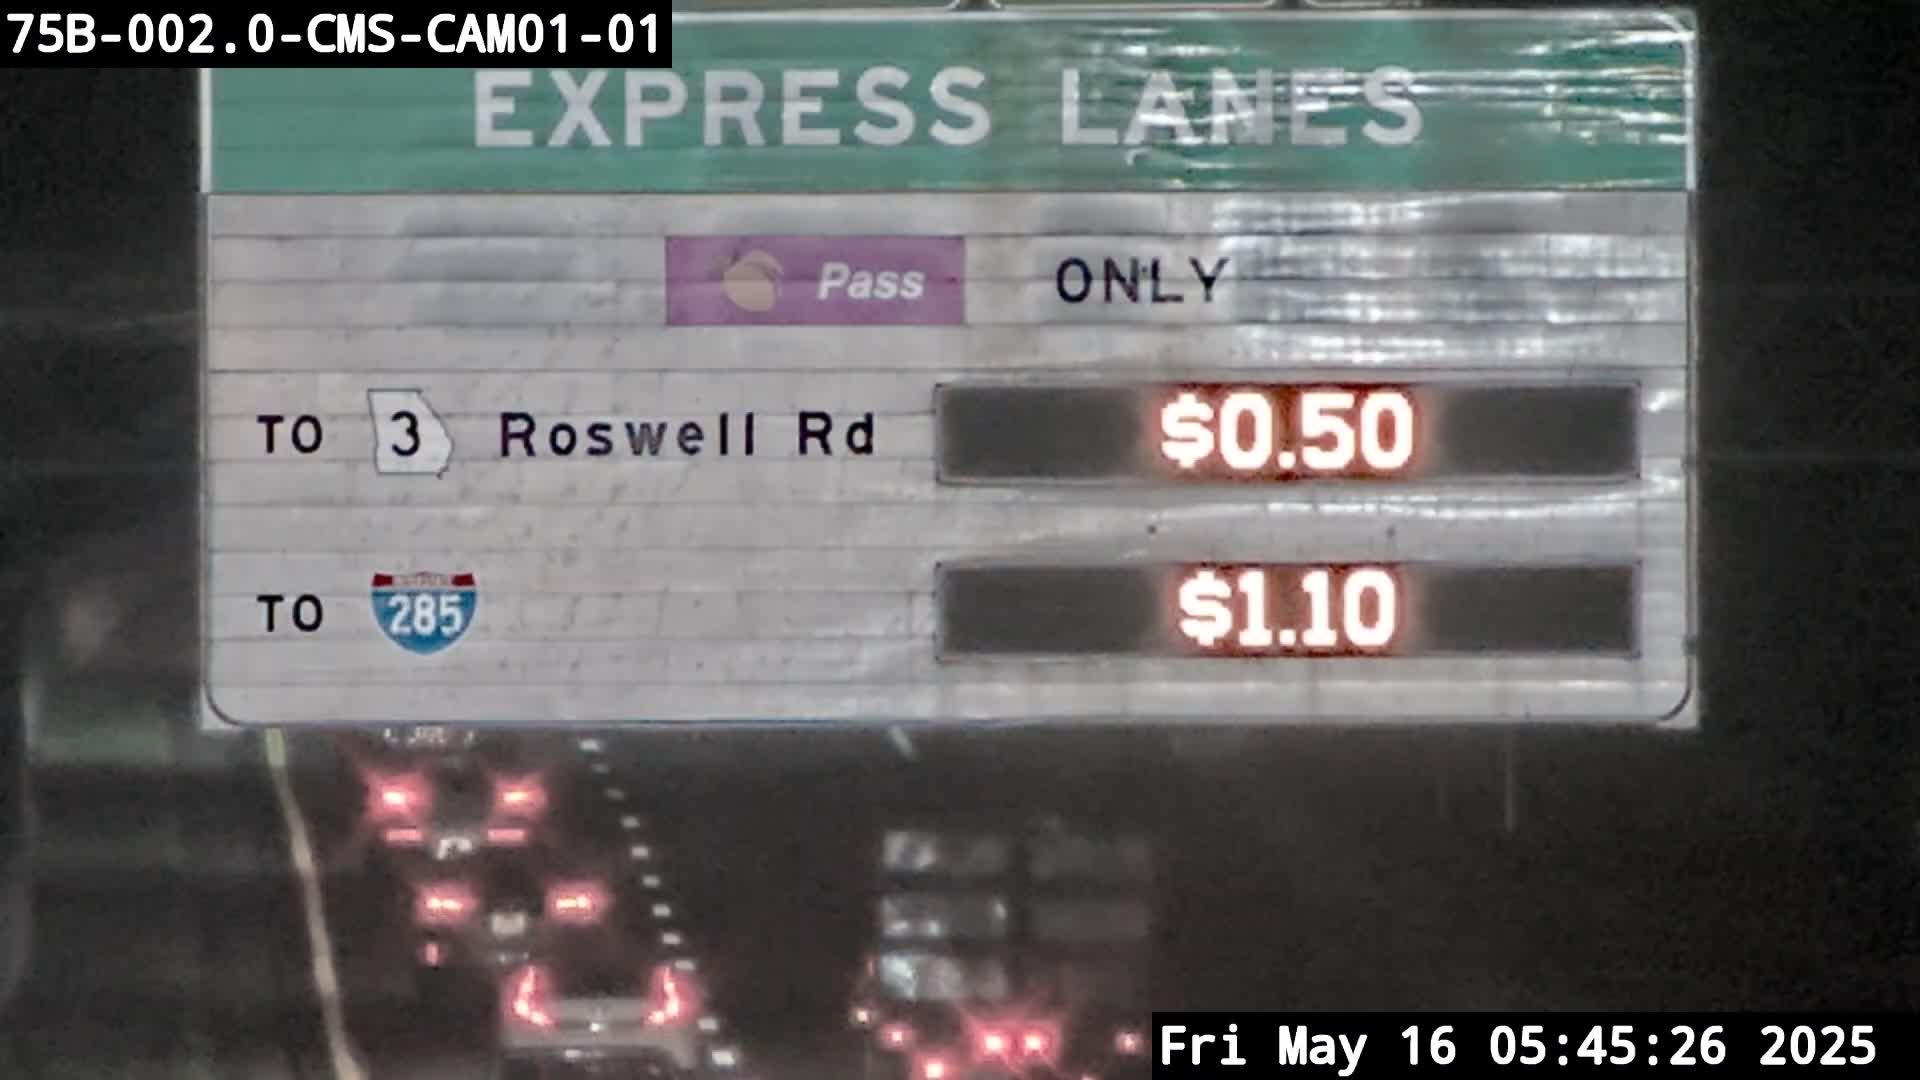 75B-002.0-CMS-CAM01-01
EXPRESS LANES
Pass ONLY
TO 3 Roswell Rd $0.50
TO 285 $1.10
Fri May 16 05:45:26 2025